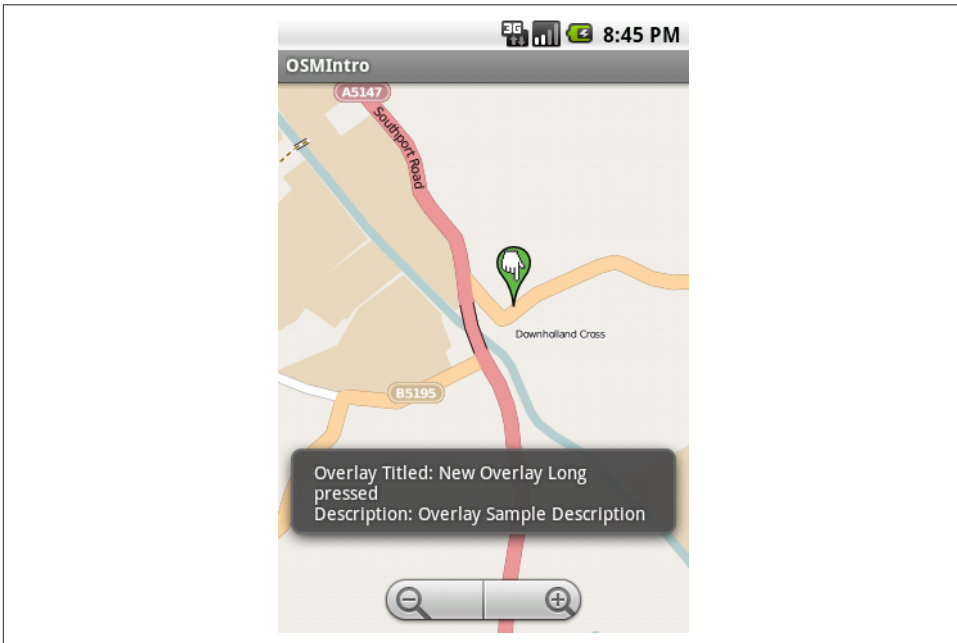 3G
8:45 PM
OSMIntro
A5147
Southport Road
Downholland Cross
B5195
Overlay Titled: New Overlay Long
pressed
Description: Overlay Sample Description